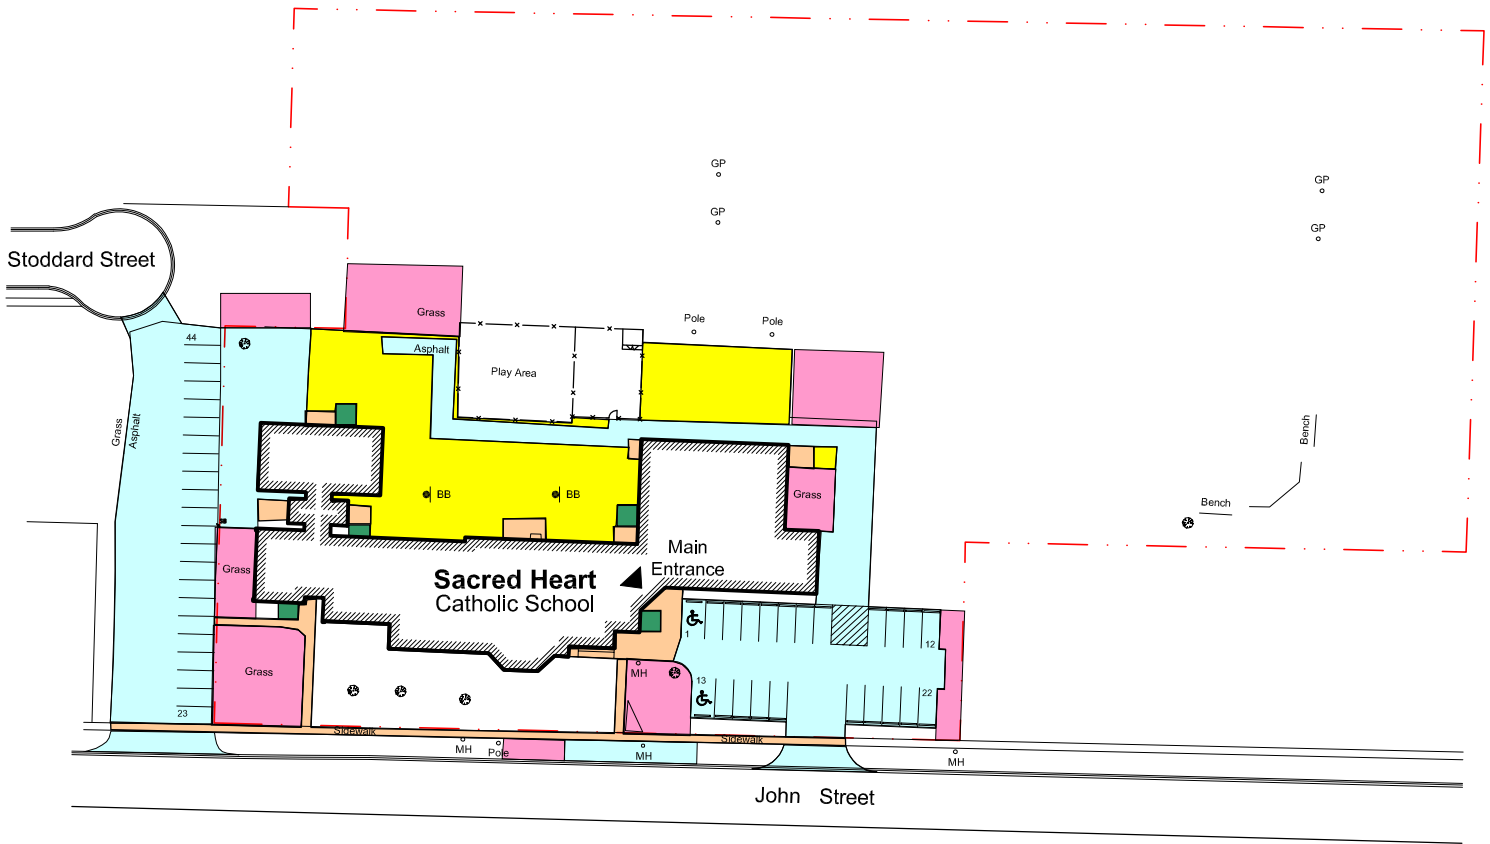 GP
GP
GP
GP
Stoddard Street
Grass
Pole
Pole
44
Asphalt
Play Area
Grass
Asphalt
Bench
BB
BB
Grass
Bench
Main
Entrance
Grass
Sacred Heart
Catholic School
1
12
Grass
MH
13
22
23
Sidewalk
Sidewalk
MH
Pole
MH
MH
John Street